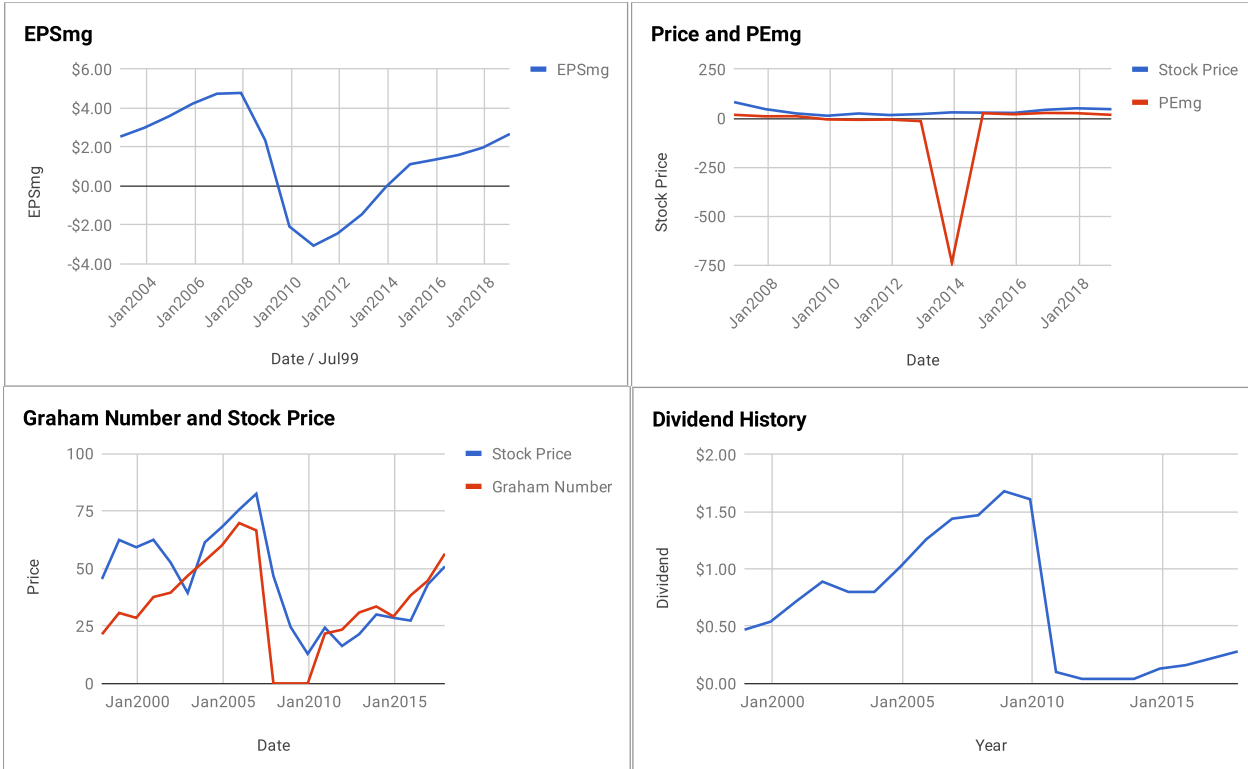 EPSmg
EPSmg
$6.00
$4.00
$2.00
$0.00
-$2.00
-$4.00
EPSmg
Jan2004
Jan2006
Jan2008
Jan2010
Jan2012
Jan2014
Jan2016
Jan2018
Date / Jul99
Price and PEmg
Stock Price
PEmg
250
0
-250
-500
-750
Stock Price
Jan2008
Jan2010
Jan2012
Jan2014
Jan2016
Jan2018
Date
Graham Number and Stock Price
Stock Price
Graham Number
100
75
50
25
0
Price
Jan2000
Jan2005
Jan2010
Jan2015
Date
Dividend History
$2.00
$1.50
$1.00
$0.50
$0.00
Dividend
Jan2000
Jan2005
Jan2010
Jan2015
Year